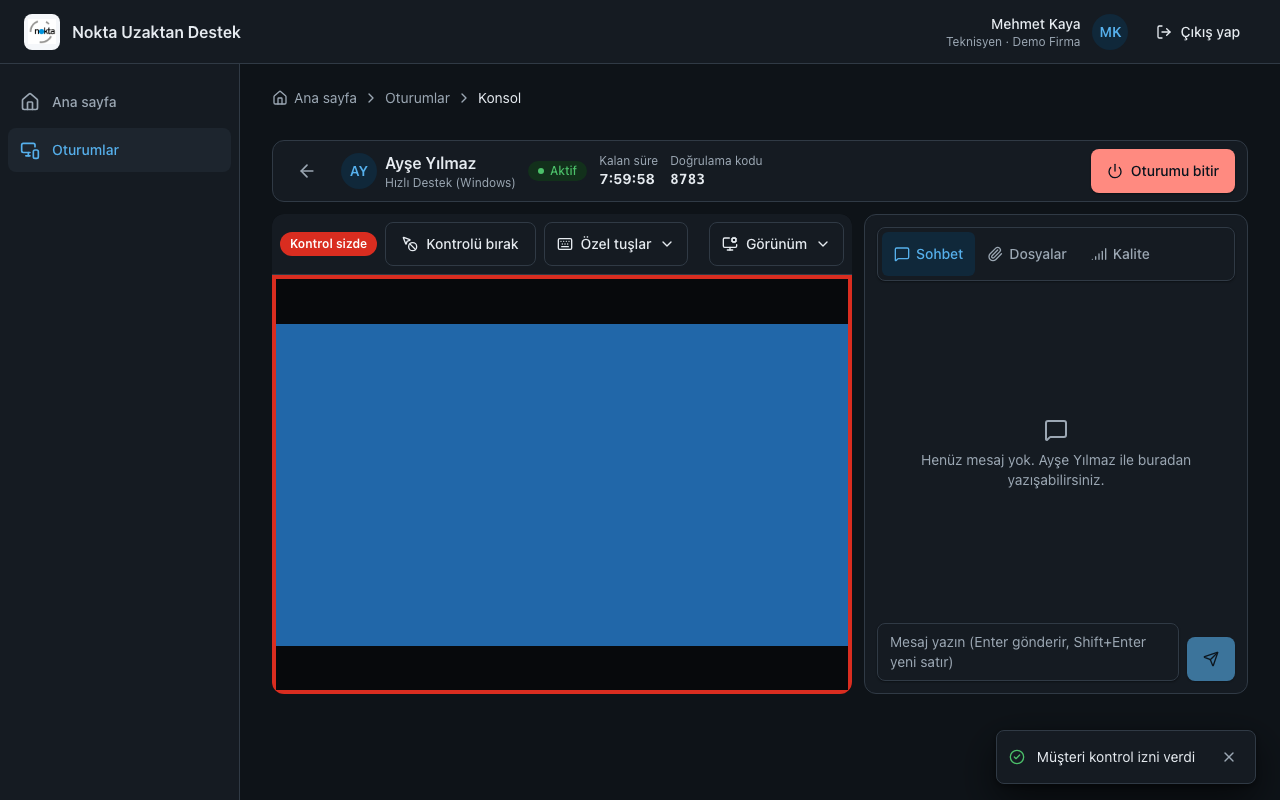 nokta
Nokta Uzaktan Destek
Mehmet Kaya
Teknisyen · Demo Firma
MK
Çıkış yap
Ana sayfa
Oturumlar
Ana sayfa
Oturumlar
Konsol
AY
Ayşe Yılmaz
Hızlı Destek (Windows)
Aktif
Kalan süre
7:59:58
Doğrulama kodu
8783
Oturumu bitir
Kontrol sizde
Kontrolü bırak
Özel tuşlar
Görünüm
Sohbet
Dosyalar
Kalite
Henüz mesaj yok. Ayşe Yılmaz ile buradan
yazışabilirsiniz.
Mesaj yazın (Enter gönderir, Shift+Enter
yeni satır)
Müşteri kontrol izni verdi